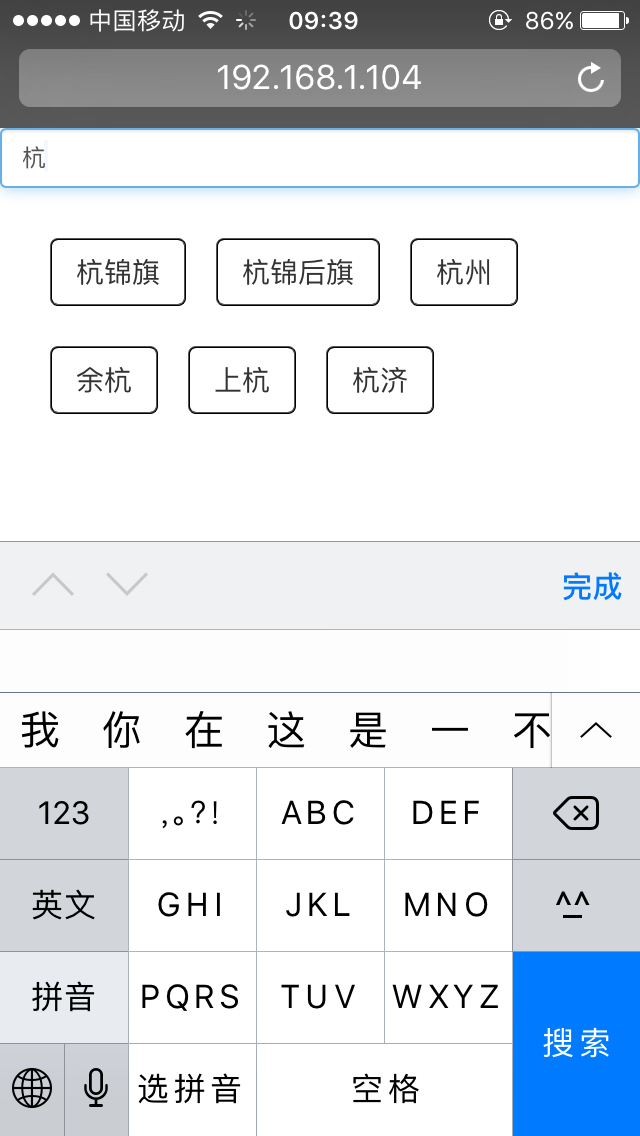 中国移动 09:39 86%
192.168.1.104
杭
杭锦旗 杭锦后旗 杭州
余杭 上杭 杭济
完成
我 你 在 这 是 一 不
123 ,。?! ABC DEF
英文 GHI JKL MNO ^_^
拼音 PQRS TUV WXYZ
搜索
选拼音 空格